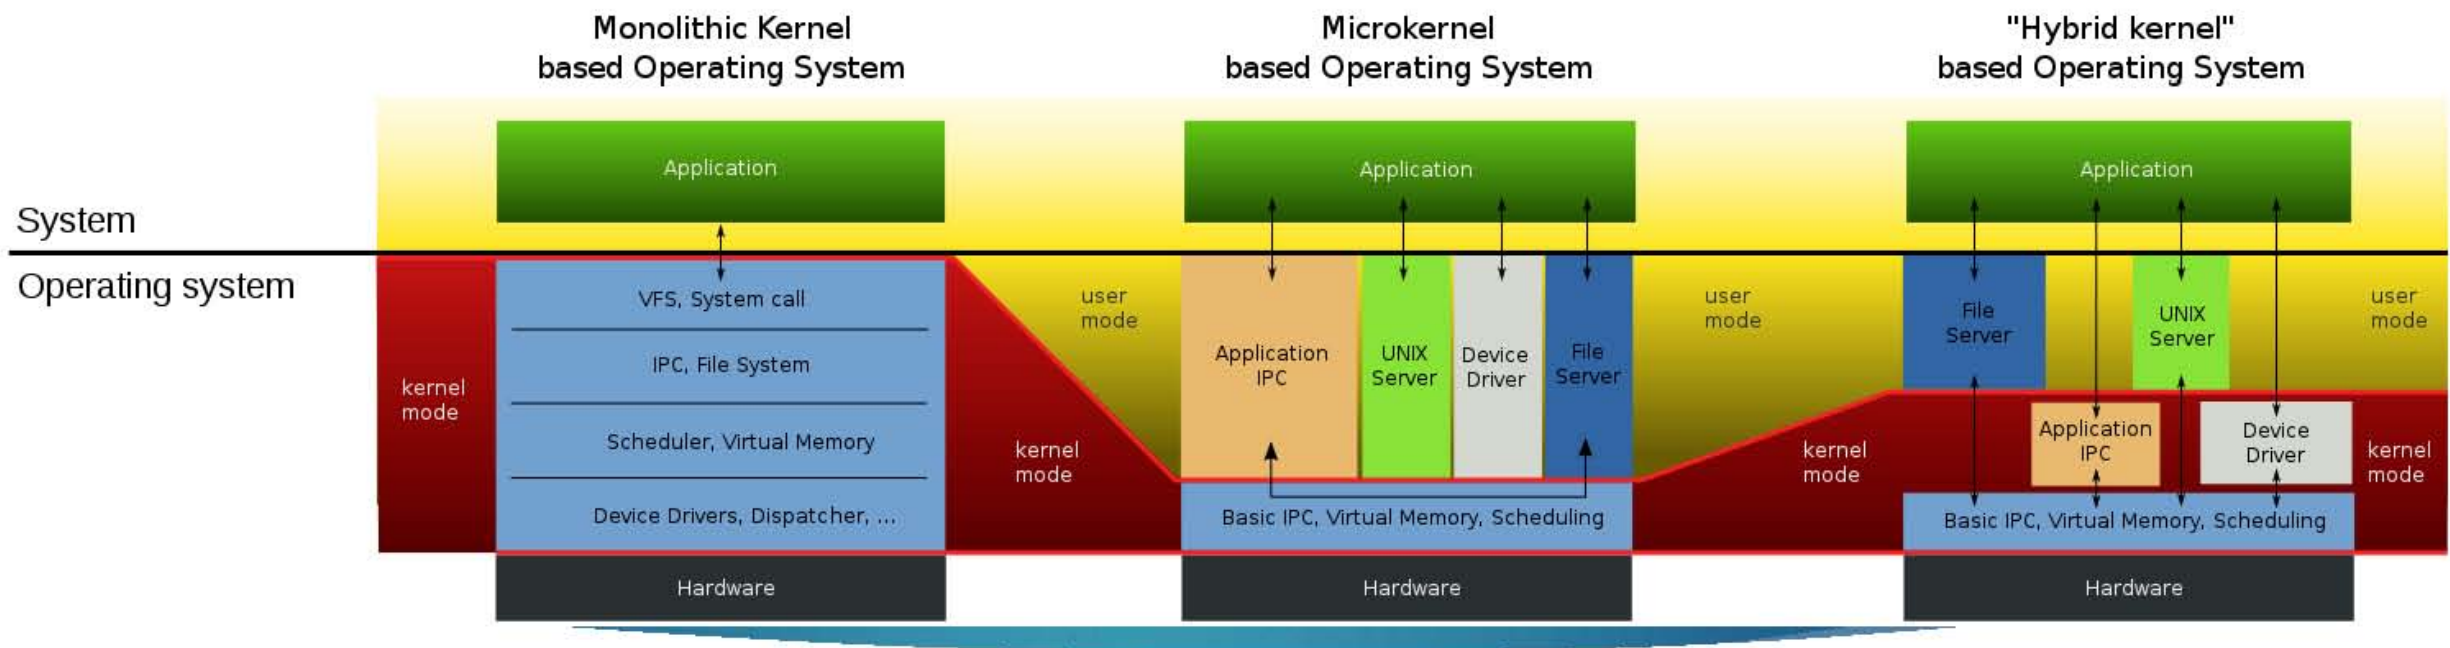 Monolithic Kernel
based Operating System
Microkernel
based Operating System
"Hybrid kernel"
based Operating System
System
Operating system
kernel
mode
Application
VFS, System call
IPC, File System
Scheduler, Virtual Memory
Device Drivers, Dispatcher, ...
Hardware
kernel
mode
user
mode
Application
Application
IPC
UNIX
Server
Device
Driver
File
Server
Basic IPC, Virtual Memory, Scheduling
Hardware
user
mode
kernel
mode
Application
File
Server
UNIX
Server
Application
IPC
Device
Driver
Basic IPC, Virtual Memory, Scheduling
Hardware
user
mode
kernel
mode